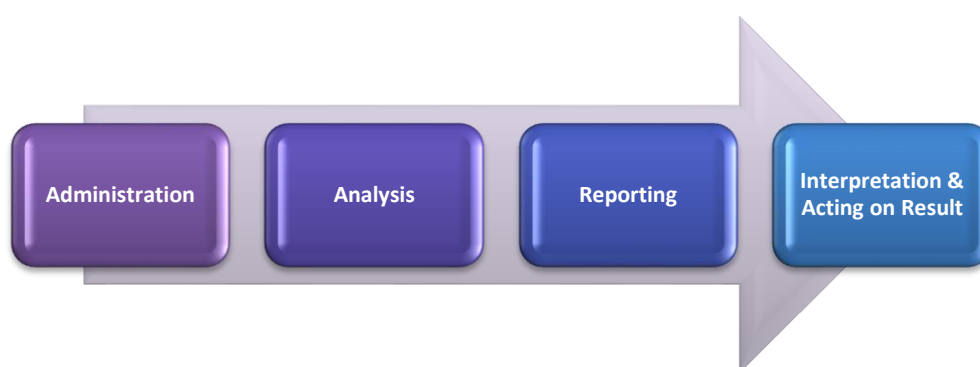 Administration
Analysis
Reporting
Interpretation &
Acting on Result